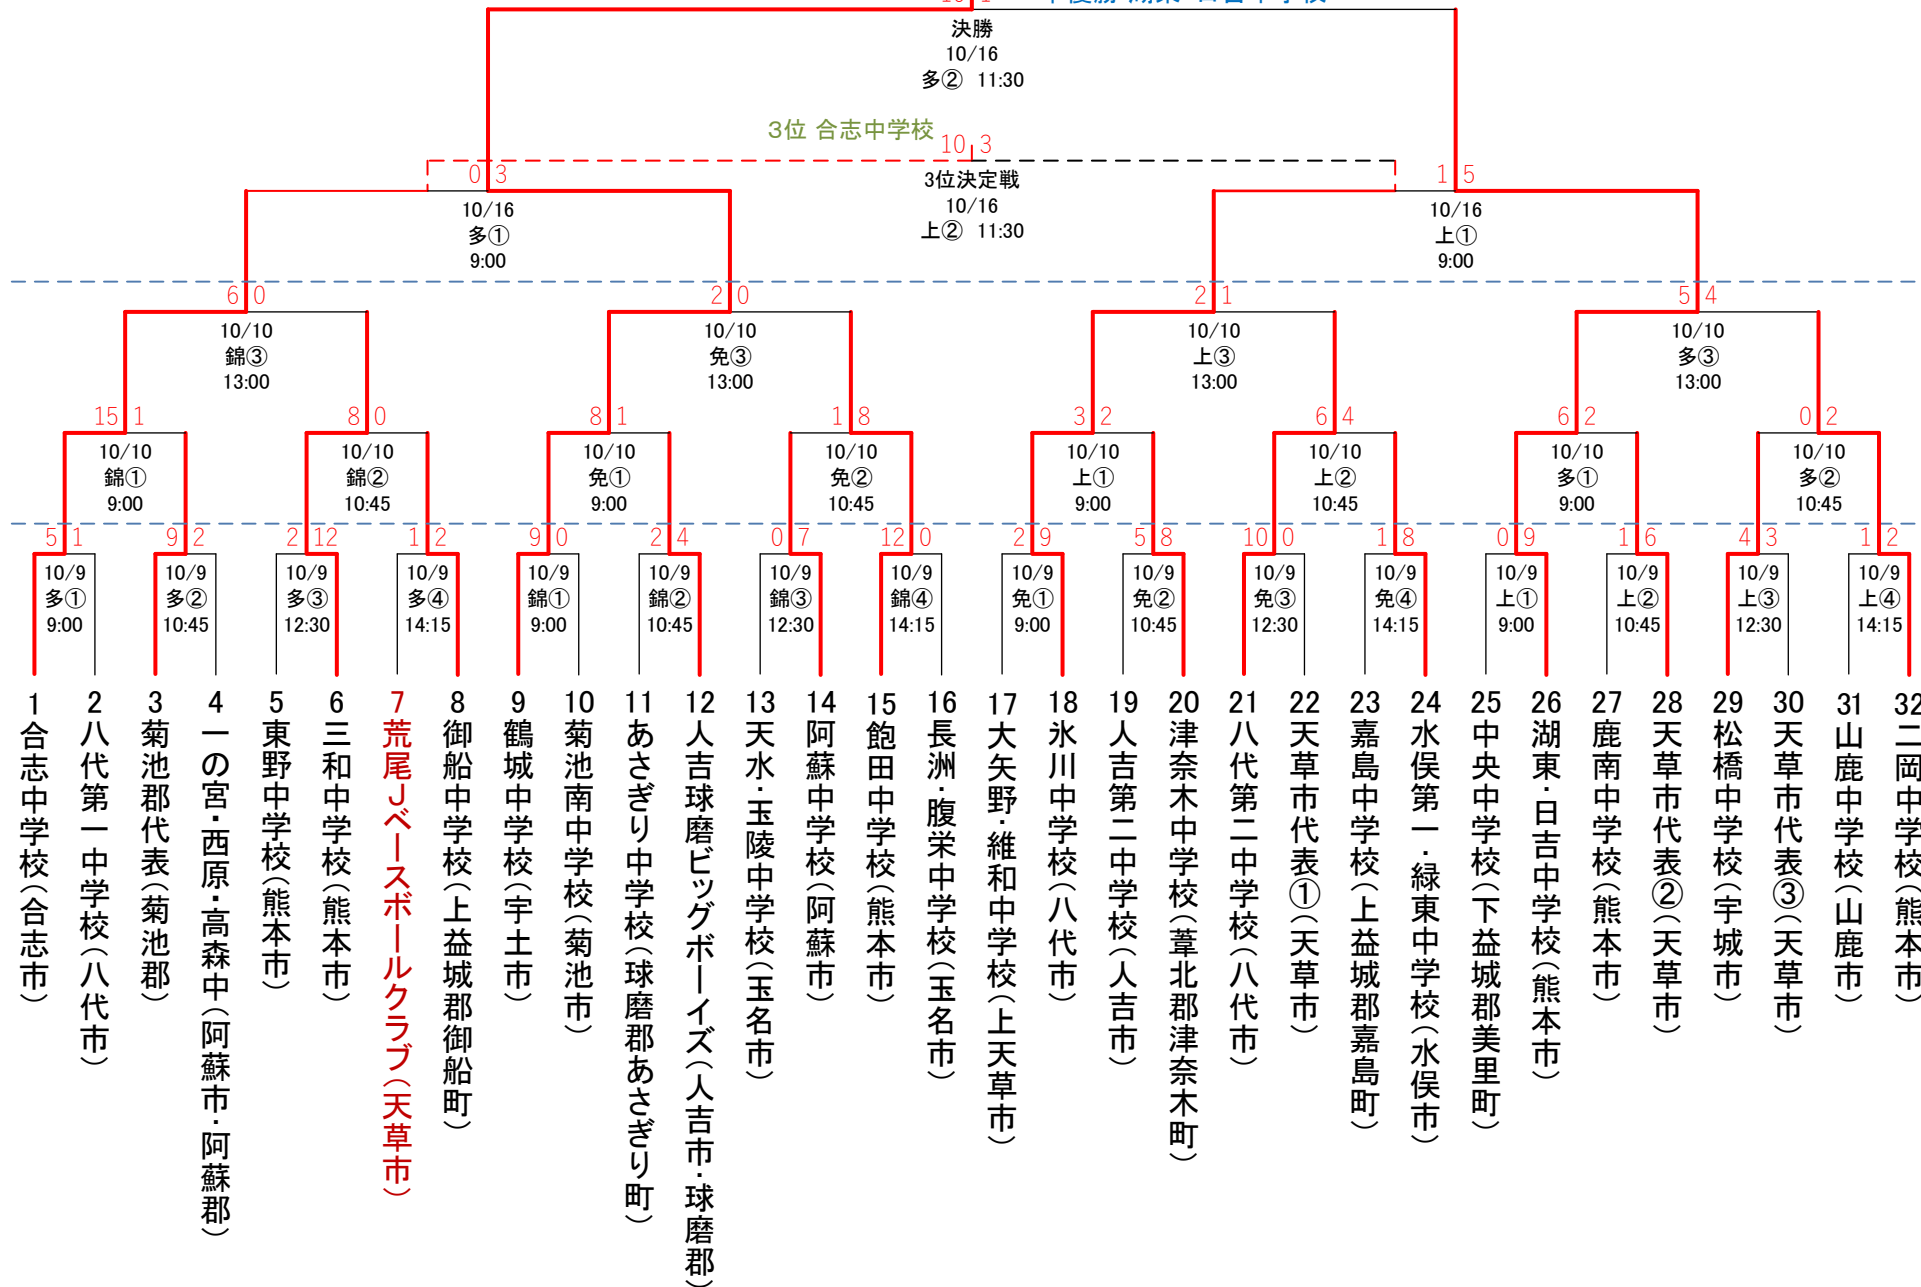 決勝
10/16
多② 11:30
3位 合志中学校
10 3
3位決定戦
10/16
上② 11:30
0 3
10/16
多①
9:00
1 5
10/16
上①
9:00
6 0
10/10
錦③
13:00
2 0
10/10
免③
13:00
2 1
10/10
上③
13:00
5 4
10/10
多③
13:00
15 1
10/10
錦①
9:00
8 0
10/10
錦②
10:45
8 1
10/10
免①
9:00
1 8
10/10
免②
10:45
3 2
10/10
上①
9:00
6 4
10/10
上②
10:45
6 2
10/10
多①
9:00
0 2
10/10
多②
10:45
5 1
10/9
多①
9:00
9 2
10/9
多②
10:45
2 12
10/9
多③
12:30
1 2
10/9
多④
14:15
9 0
10/9
錦①
9:00
2 4
10/9
錦②
10:45
0 7
10/9
錦③
12:30
12 0
10/9
錦④
14:15
2 9
10/9
免①
9:00
5 8
10/9
免②
10:45
10 0
10/9
免③
12:30
1 8
10/9
免④
14:15
0 9
10/9
上①
9:00
1 6
10/9
上②
10:45
4 3
10/9
上③
12:30
1 2
10/9
上④
14:15
1 合志中学校(合志市)
2 八代第一中学校(八代市)
3 菊池郡代表(菊池郡)
4 一の宮・西原・高森中(阿蘇市・阿蘇郡)
5 東野中学校(熊本市)
6 三和中学校(熊本市)
7 荒尾Jベースボールクラブ(天草市)
8 御船中学校(上益城郡御船町)
9 鶴城中学校(宇土市)
10 菊池南中学校(菊池市)
11 あさぎり中学校(球磨郡あさぎり町)
12 人吉球磨ビッグボーイズ(人吉市・球磨郡)
13 天水・玉陵中学校(玉名市)
14 阿蘇中学校(阿蘇市)
15 飽田中学校(熊本市)
16 長洲・腹栄中学校(玉名市)
17 大矢野・維和中学校(上天草市)
18 氷川中学校(八代市)
19 人吉第二中学校(人吉市)
20 津奈木中学校(葦北郡津奈木町)
21 八代第二中学校(八代市)
22 天草市代表①(天草市)
23 嘉島中学校(上益城郡嘉島町)
24 水俣第一・緑東中学校(水俣市)
25 中央中学校(下益城郡美里町)
26 湖東・日吉中学校(熊本市)
27 鹿南中学校(熊本市)
28 天草市代表②(天草市)
29 松橋中学校(宇城市)
30 天草市代表③(天草市)
31 山鹿中学校(山鹿市)
32 二岡中学校(熊本市)